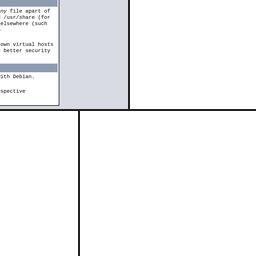 ny file apart of
/usr/share (for
elsewhere (such
own virtual hosts
better security
ith Debian.
spective